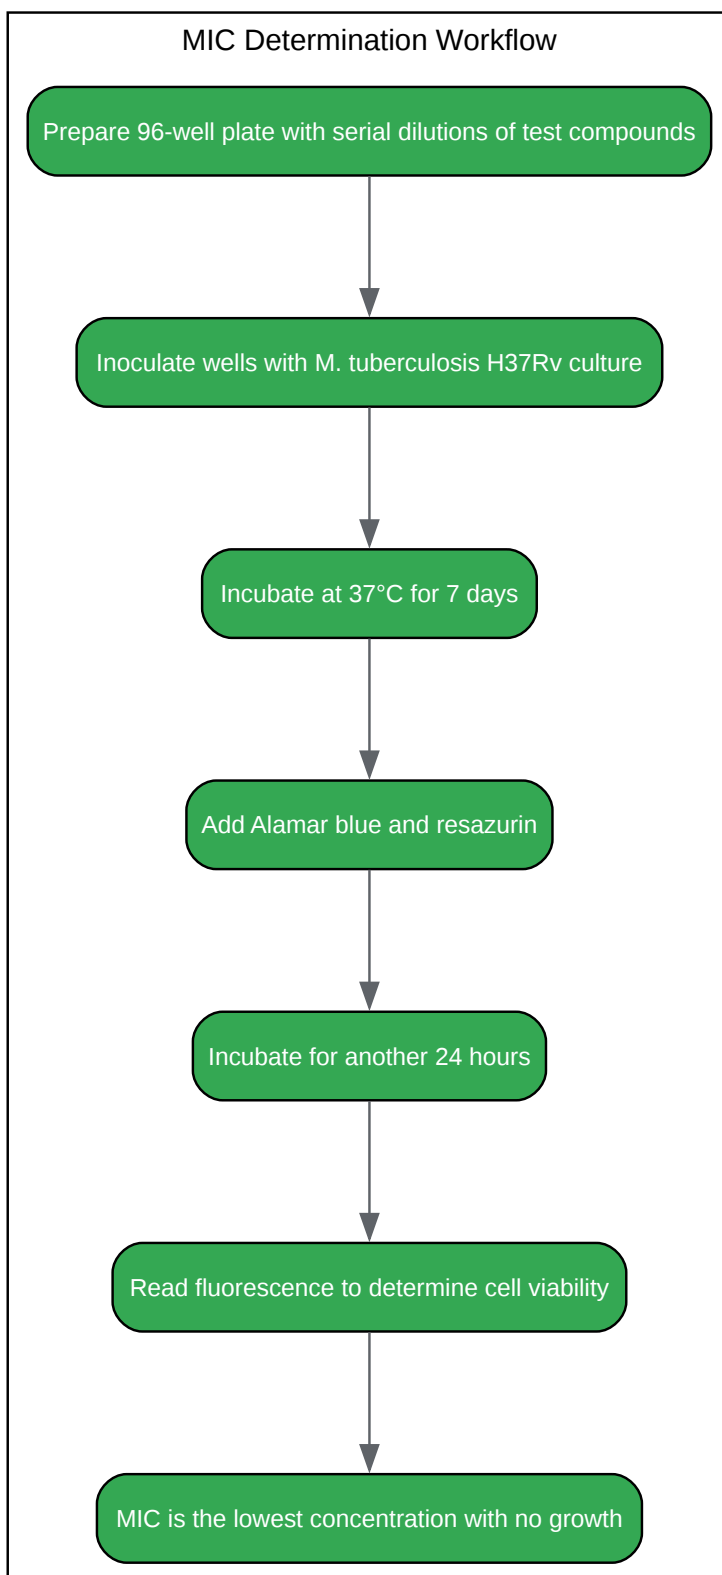 MIC Determination Workflow
Prepare 96-well plate with serial dilutions of test compounds
Inoculate wells with M. tuberculosis H37Rv culture
Incubate at 37°C for 7 days
Add Alamar blue and resazurin
Incubate for another 24 hours
Read fluorescence to determine cell viability
MIC is the lowest concentration with no growth